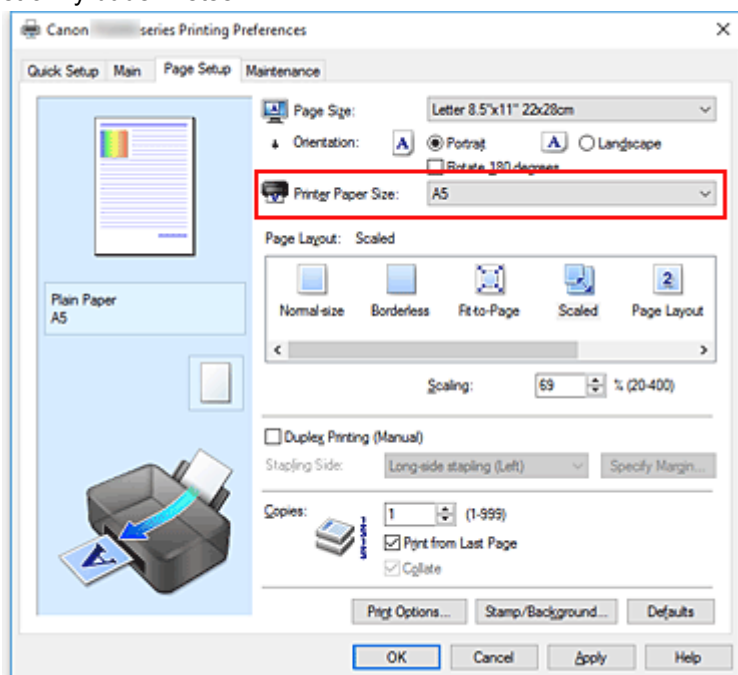 Canon series Printing Preferences
Quick Setup Main Page Setup Maintenance
Page Size: Letter 8.5"x11" 22x28cm
Orientation: A Portrait A Landscape
Rotate 180 degrees
Printer Paper Size: A5
Page Layout: Scaled
Normal-size Borderless Fit-to-Page Scaled Page Layout
Plain Paper
A5
Scaling: 69 % (20-400)
Duplex Printing (Manual)
Stapling Side: Long-side stapling (Left) Specify Margin...
Copies: 1 (1-999)
Print from Last Page
Collate
Print Options... Stamp/Background... Defaults
OK Cancel Apply Help